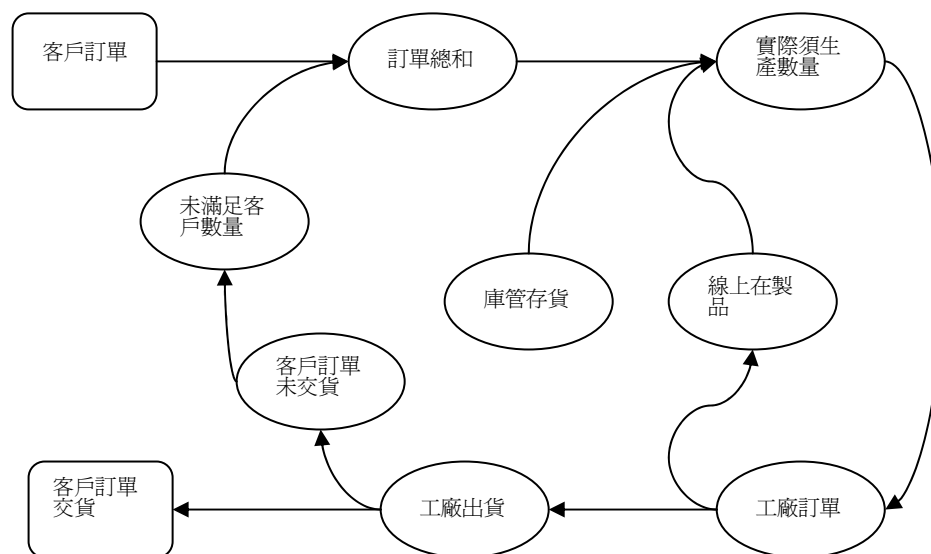 客戶訂單
訂單總和
實際須生
產數量
未滿足客
戶數量
庫管存貨
線上在製
品
客戶訂單
未交貨
客戶訂單
交貨
工廠出貨
工廠訂單